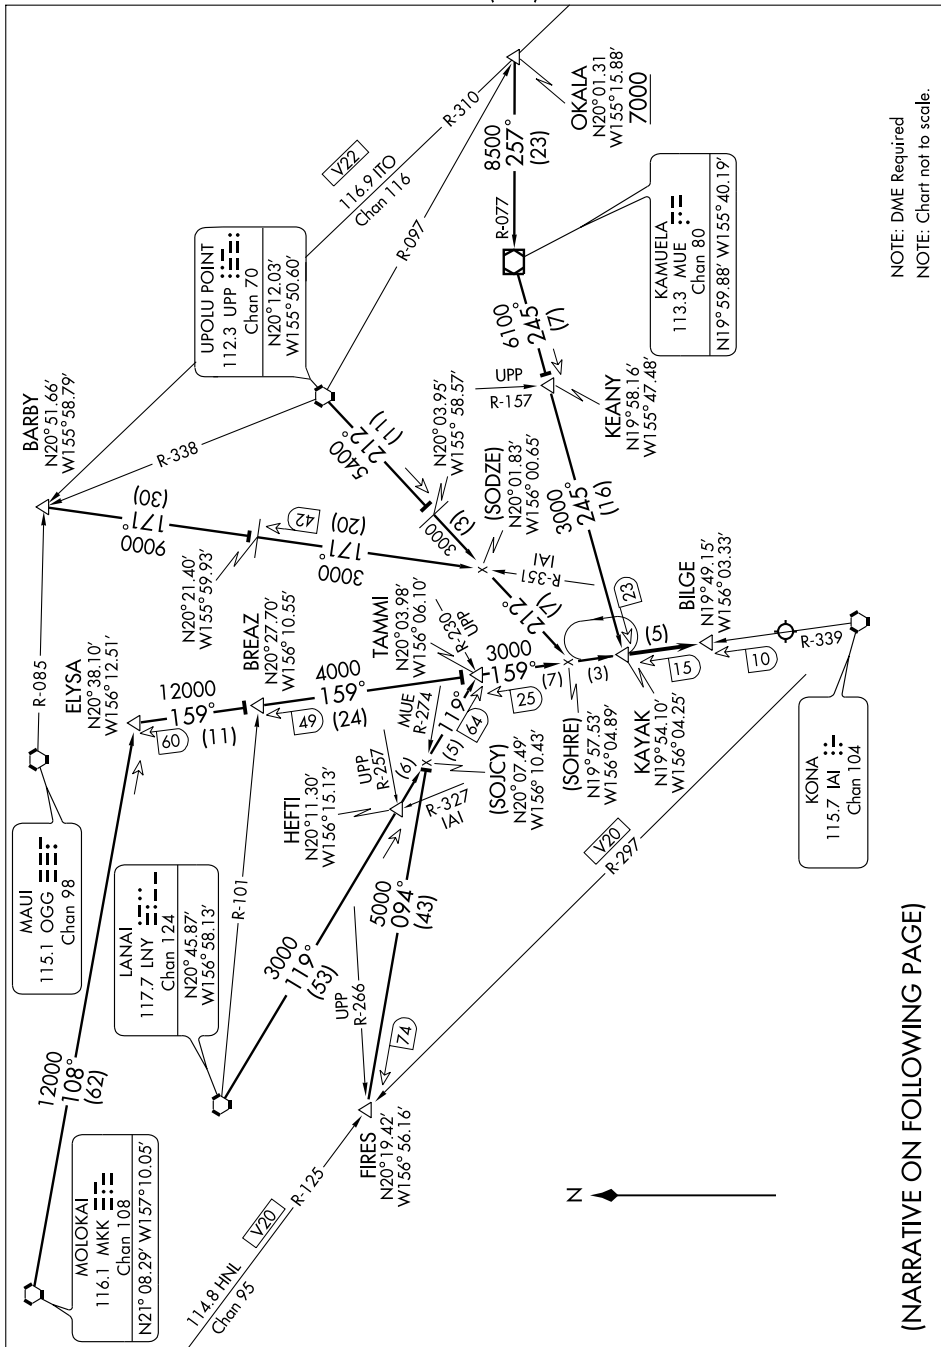 MOLOKAI
116.1 MKK
Chan 108
N21° 08.29′ W157° 10.05′
12000
108°
(62)
MAUI
115.1 OGG
Chan 98
R-085
BARBY
N20° 51.66′
W155° 58.79′
LANAI
117.7 LNY
Chan 124
N20° 45.87′
W156° 58.13′
R-101
ELYSA
N20° 38.10′
W156° 12.51′
60
12000
159°
(11)
BREAZ
N20° 27.70′
W156° 10.55′
49
4000
159°
(24)
9000
171°
(30)
N20° 21.40′
W155° 59.93′
42
3000
171°
(20)
R-338
UPOLU POINT
112.3 UPP
Chan 70
N20° 12.03′
W155° 50.60′
V22
116.9 ITO
Chan 116
R-310
R-097
OKALA
N20° 01.31
W155° 15.88′
7000
8500
257°
(23)
R-077
KAMUELA
113.3 MUE
Chan 80
N19° 59.88′ W155° 40.19′
6100
245°
(7)
UPP
R-157
KEANY
N19° 58.16′
W155° 47.48′
3000
245°
(16)
5400
212°
(11)
N20° 03.95′
W155° 58.57′
3000
(3)
(SODZE)
N20° 01.83′
W156° 00.65′
R-351
IAI
212°
(7)
TAMMI
N20° 03.98′
W156° 06.10′
R-230
UPP
3000
159°
(7)
25
64
119°
(5)
MUE
R-274
HEFTI
N20° 11.30′
W156° 15.13′
UPP
R-257
(6)
R-327
IAI
(SOJCY)
N20° 07.49′
W156° 10.43′
3000
119°
(53)
UPP
R-266
5000
094°
(43)
74
FIRES
N20° 19.42′
W156° 56.16′
114.8 HNL
Chan 95
V20
R-125
(SOHRE)
N19° 57.53′
W156° 04.89′
(3)
23
KAYAK
N19° 54.10′
W156° 04.25′
(5)
15
BILGE
N19° 49.15′
W156° 03.33′
10
R-339
V20
R-297
KONA
115.7 IAI
Chan 104
N
NOTE: DME Required
NOTE: Chart not to scale.
(NARRATIVE ON FOLLOWING PAGE)